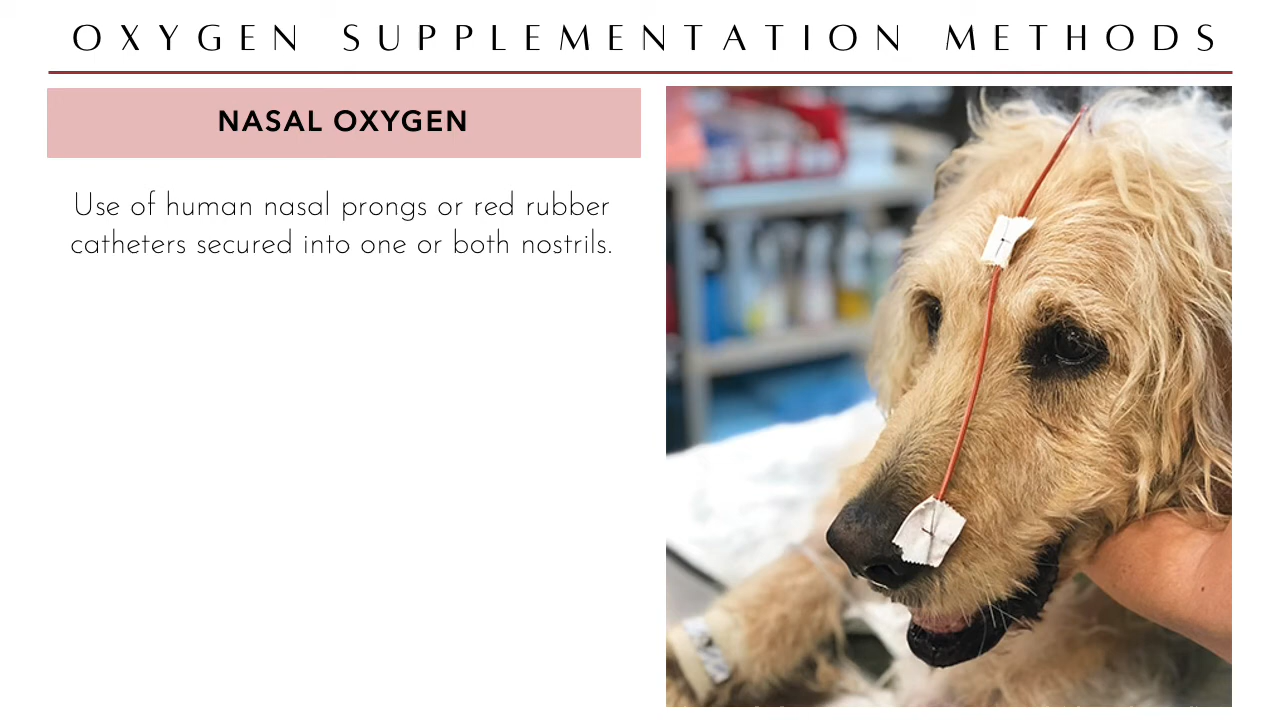 OXYGEN SUPPLEMENTATION METHODS
NASAL OXYGEN
Use of human nasal prongs or red rubber
catheters secured into one or both nostrils.